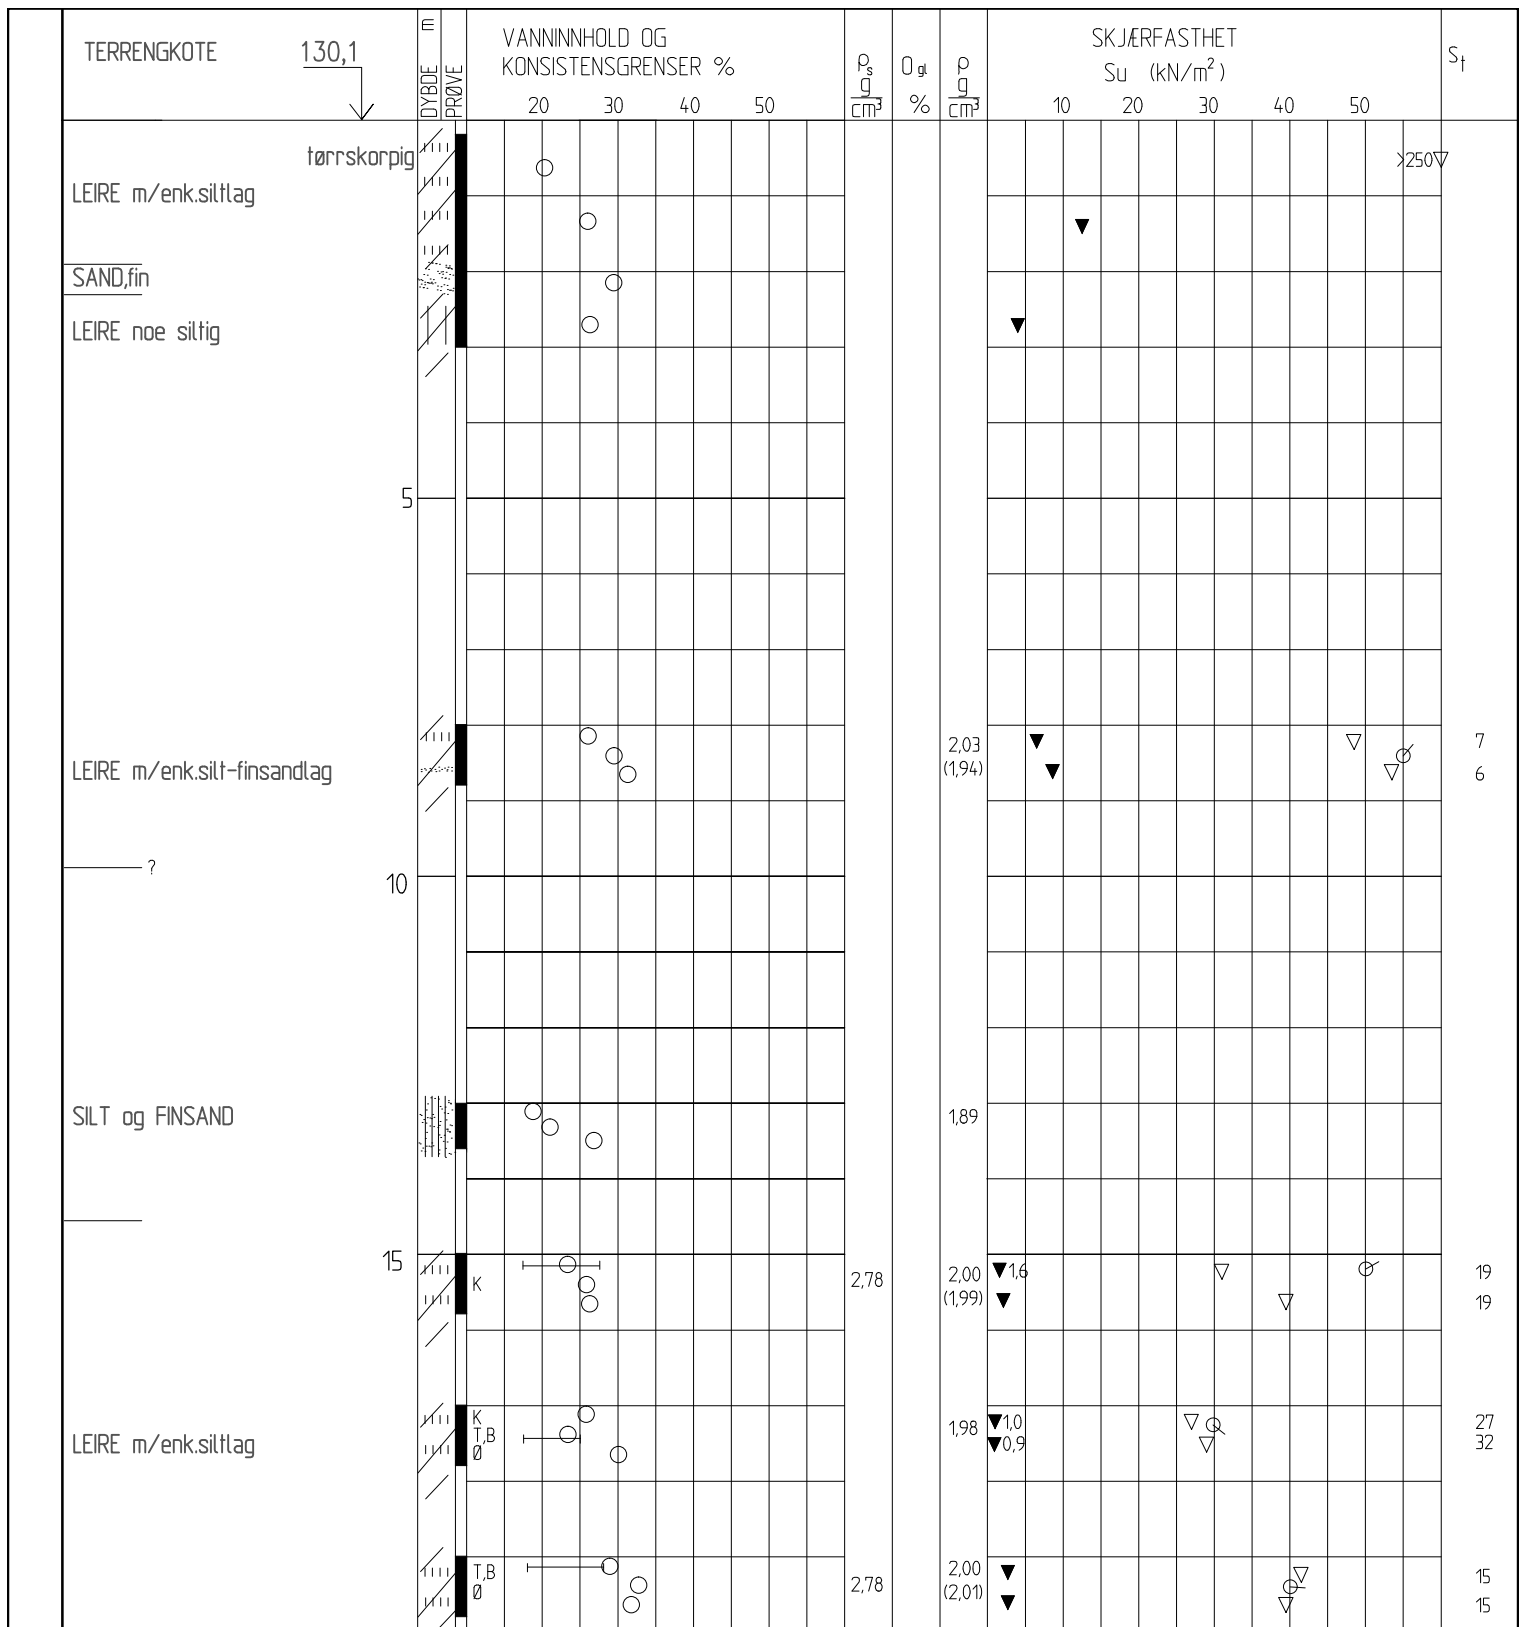 TERRENGKOTE 130,1
m
DYBDE
PRØVE
VANNINNHOLD OG
KONSISTENSGRENSER %
20 30 40 50
ρs
g
cm³
O gl
%
ρ
g
cm³
SKJÆRFASTHET
Su (kN/m²)
10 20 30 40 50
St
tørrskorpig
>250
LEIRE m/enk.siltlag
SAND,fin
LEIRE noe siltig
5
2,03 7
LEIRE m/enk.silt-finsandlag (1,94) 6
?
10
SILT og FINSAND 1,89
15
K 2,78 2,00 1,6 19
(1,99) 19
K 1,0 27
T,B 1,98
LEIRE m/enk.siltlag Ø 0,9 32
T,B 2,00 15
Ø 2,78 (2,01)
15